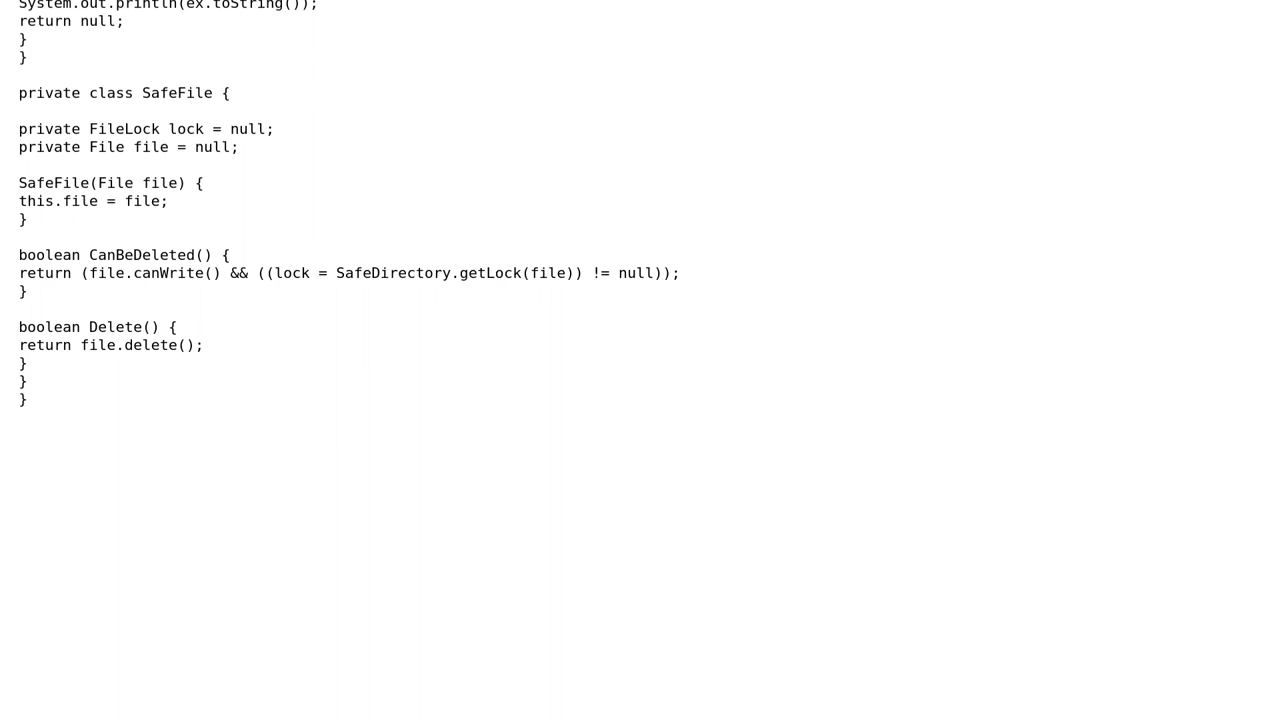 System.out.println(ex.toString());
return null;
}
}

private class SafeFile {

private FileLock lock = null;
private File file = null;

SafeFile(File file) {
this.file = file;
}

boolean CanBeDeleted() {
return (file.canWrite() && ((lock = SafeDirectory.getLock(file)) != null));
}

boolean Delete() {
return file.delete();
}
}
}